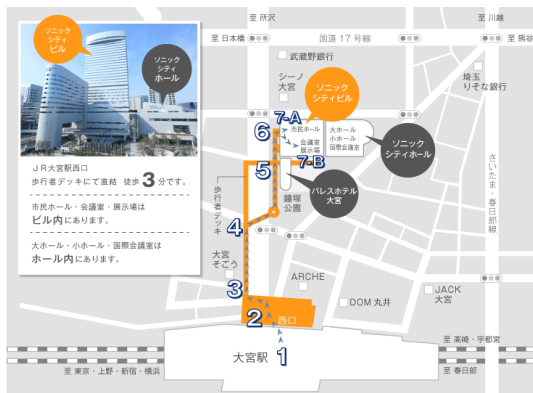 ソニック
シティ
ビル
ソニック
シティ
ホール
JR大宮駅西口
歩行者デッキにて直結 徒歩3分です。
市民ホール・会議室・展示場は
ビル内にあります。
大ホール・小ホール・国際会議室は
ホール内にあります。
至 所沢
至 川越
至 日本橋
国道17号線
至 熊谷
武蔵野銀行
シーノ
大宮
埼玉
りそな銀行
ソニック
シティビル
7-A
6
市民ホール
会議室
展示場
大ホール
小ホール
国際会議室
ソニック
シティホール
7-B
5
さいたま・春日部線
歩行者デッキ
鐘塚
公園
パレスホテル
大宮
4
大宮
そごう
ARCHE
3
DOM 丸井
JACK
大宮
2
西口
1
大宮駅
至 高崎・宇都宮
至 東京・上野・新宿・横浜
至 春日部